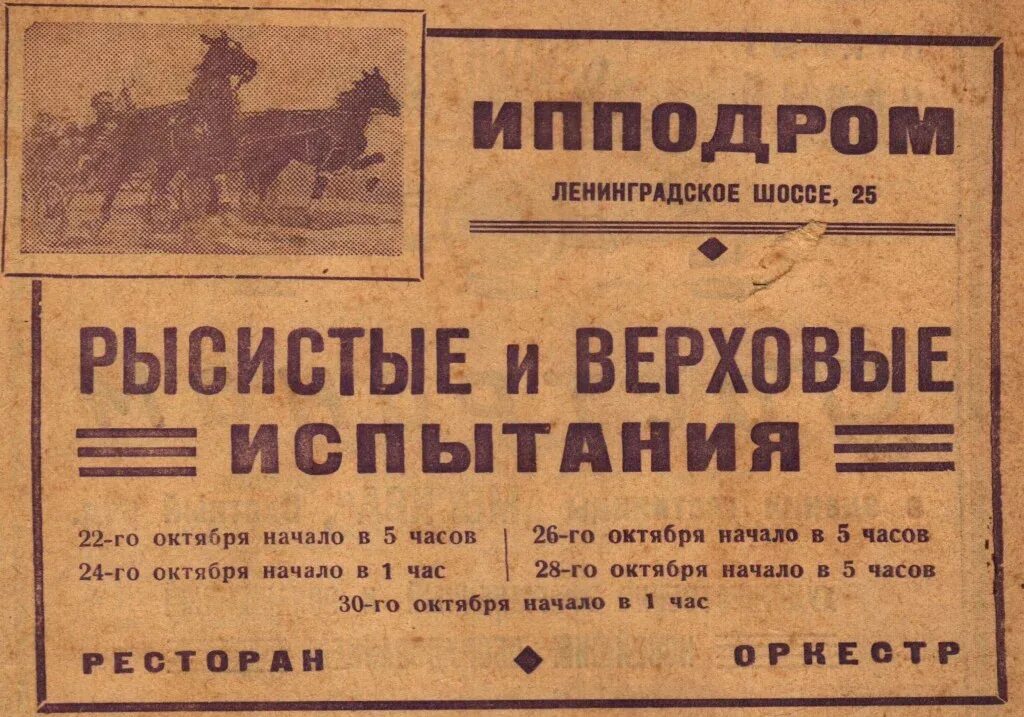 ИППОДРОМ
ЛЕНИНГРАДСКОЕ ШОССЕ, 25
РЫСИСТЫЕ и ВЕРХОВЫЕ
ИСПЫТАНИЯ
22-го октября начало в 5 часов
24-го октября начало в 1 час
26-го октября начало в 5 часов
28-го октября начало в 5 часов
30-го октября начало в 1 час
РЕСТОРАН ОРКЕСТР